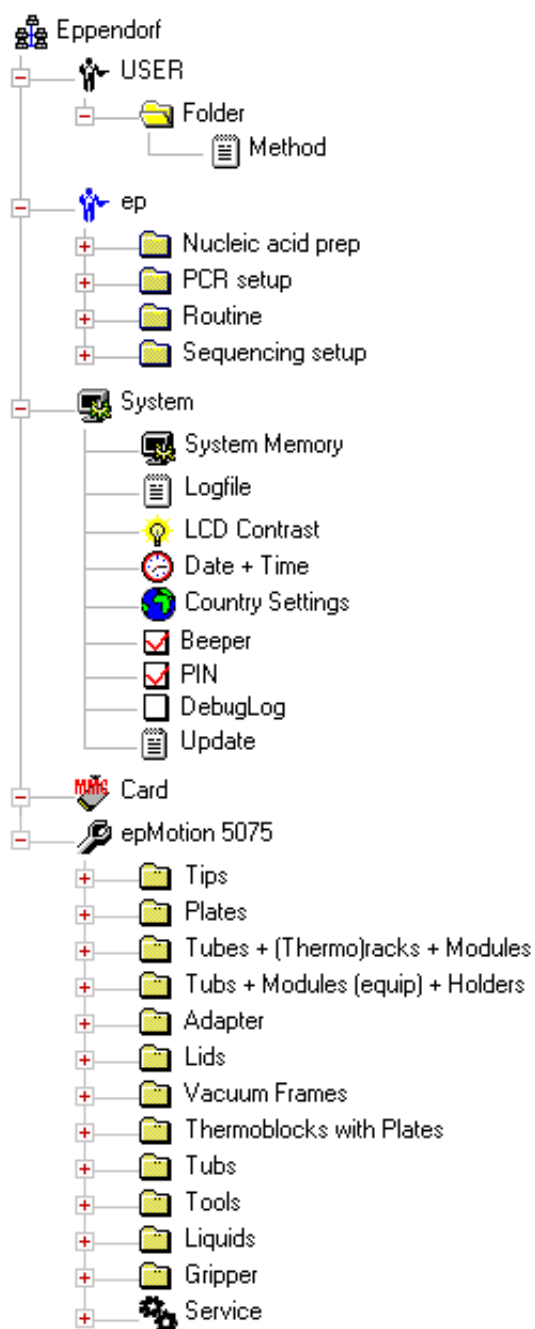 Eppendorf
USER
Folder
Method
ep
Nucleic acid prep
PCR setup
Routine
Sequencing setup
System
System Memory
Logfile
LCD Contrast
Date + Time
Country Settings
Beeper
PIN
DebugLog
Update
MMC Card
epMotion 5075
Tips
Plates
Tubes + (Thermo)racks + Modules
Tubs + Modules (equip) + Holders
Adapter
Lids
Vacuum Frames
Thermoblocks with Plates
Tubs
Tools
Liquids
Gripper
Service